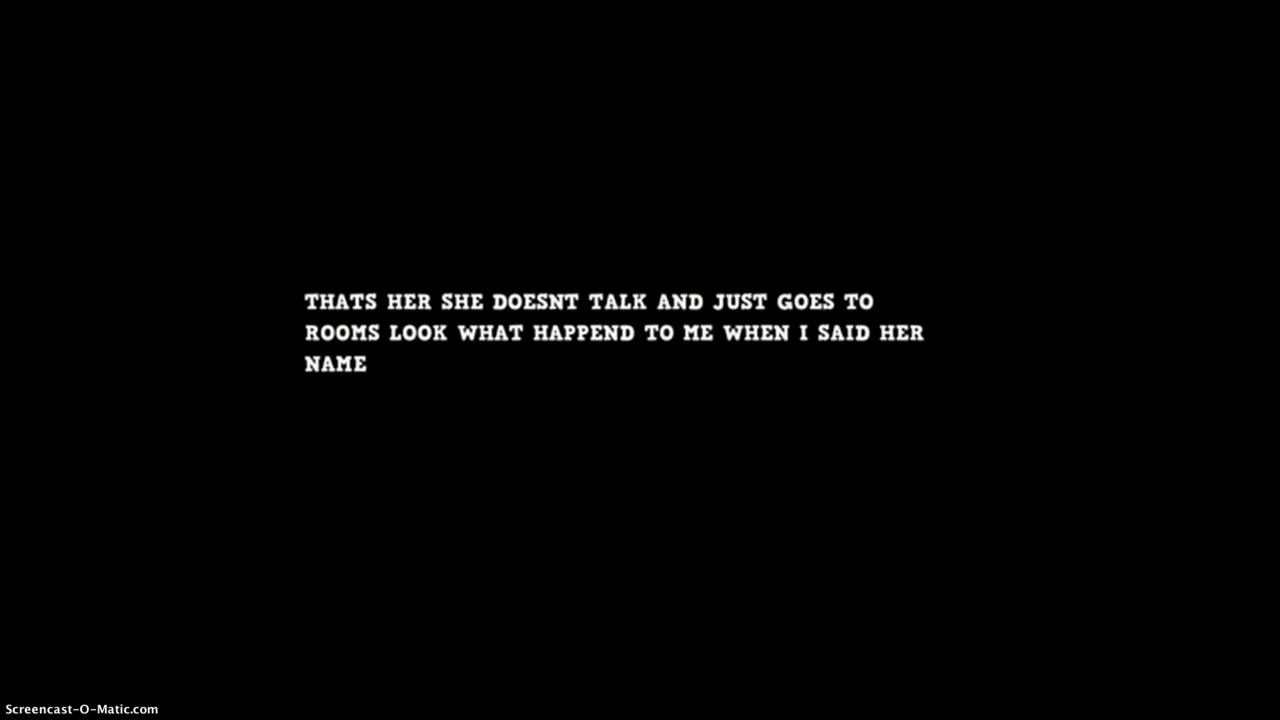 THATS HER SHE DOESNT TALK AND JUST GOES TO
ROOMS LOOK WHAT HAPPEND TO ME WHEN I SAID HER
NAME
Screencast-O-Matic.com